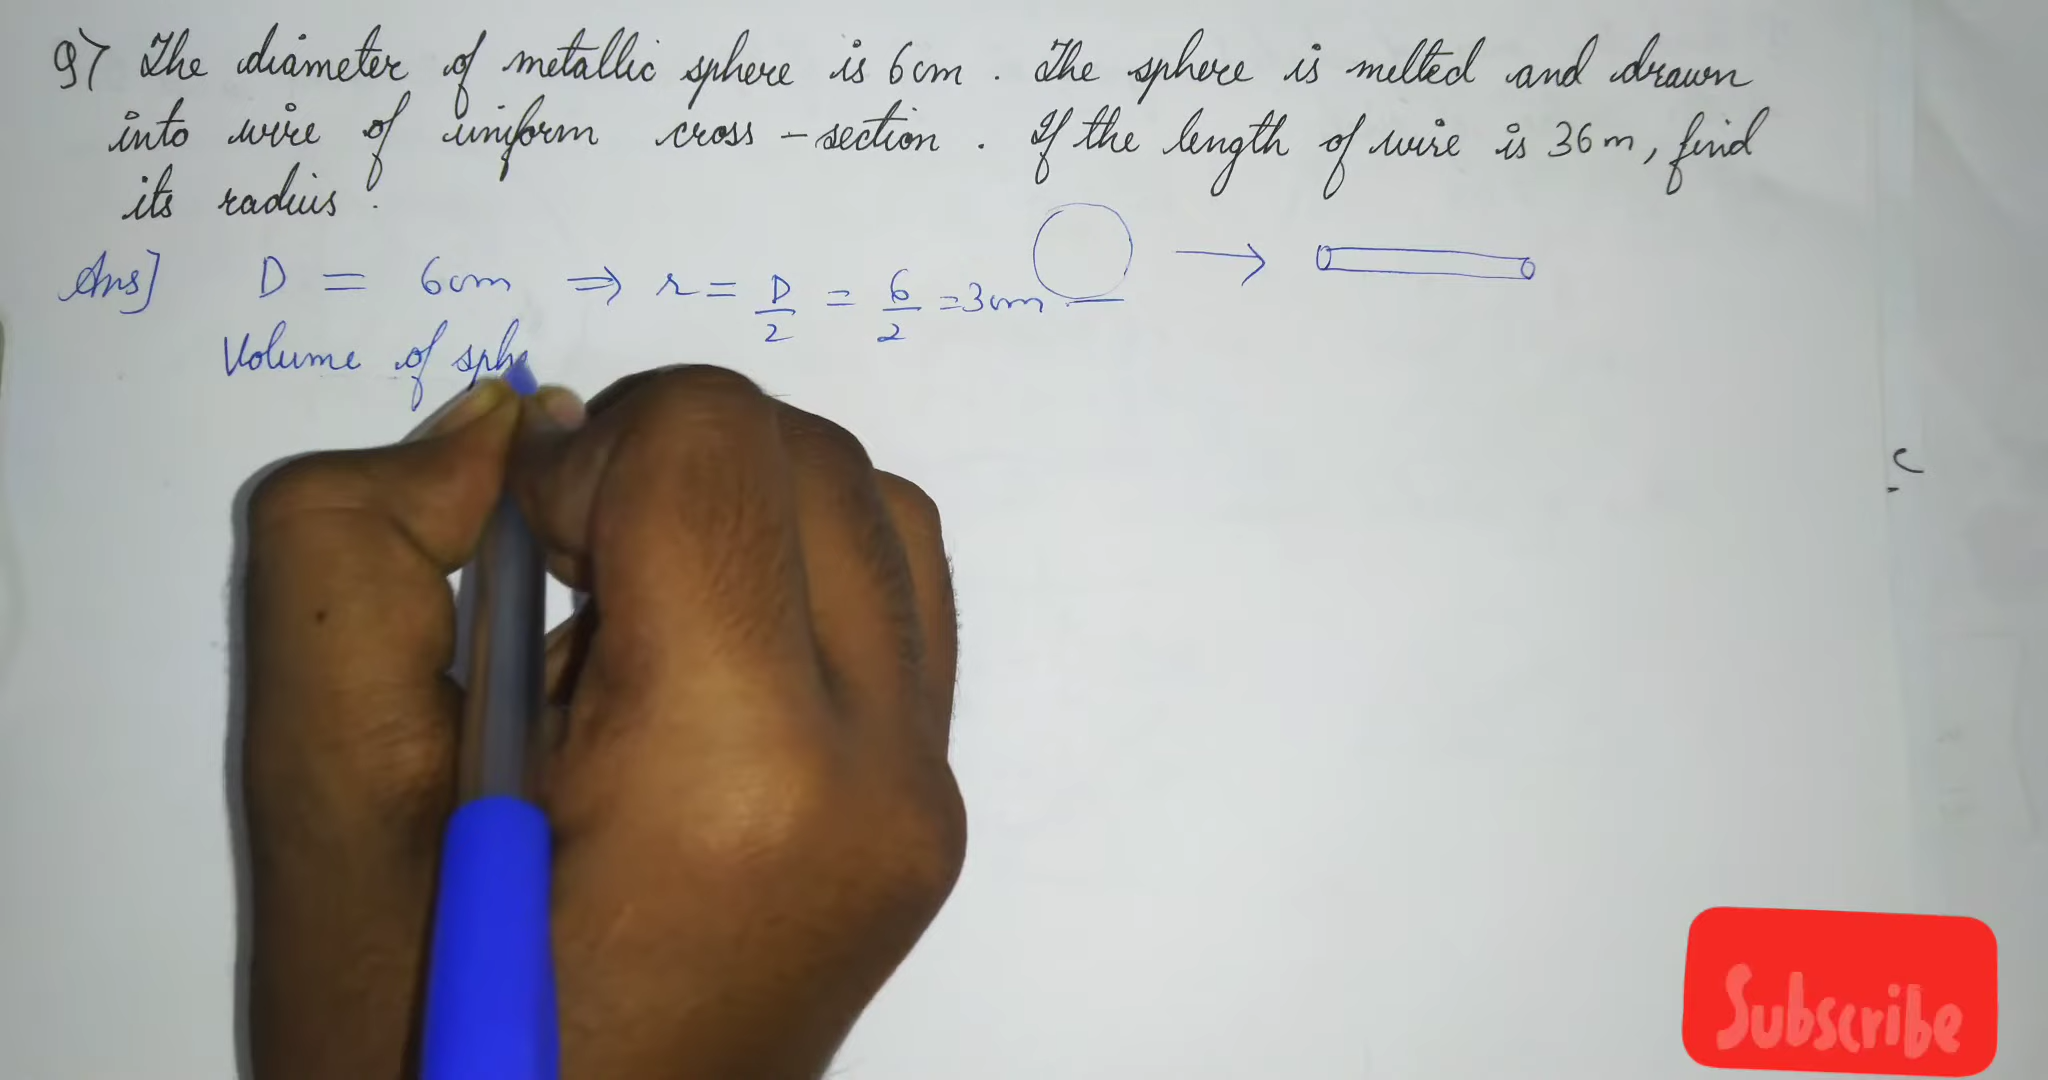 Q) The diameter of metallic sphere is 6cm. The sphere is melted and drawn
into wire of uniform cross-section. If the length of wire is 36m, find
its radius.
Ans] D = 6cm ⇒ r = D/2 = 6/2 = 3cm
Volume of sphe
Subscribe